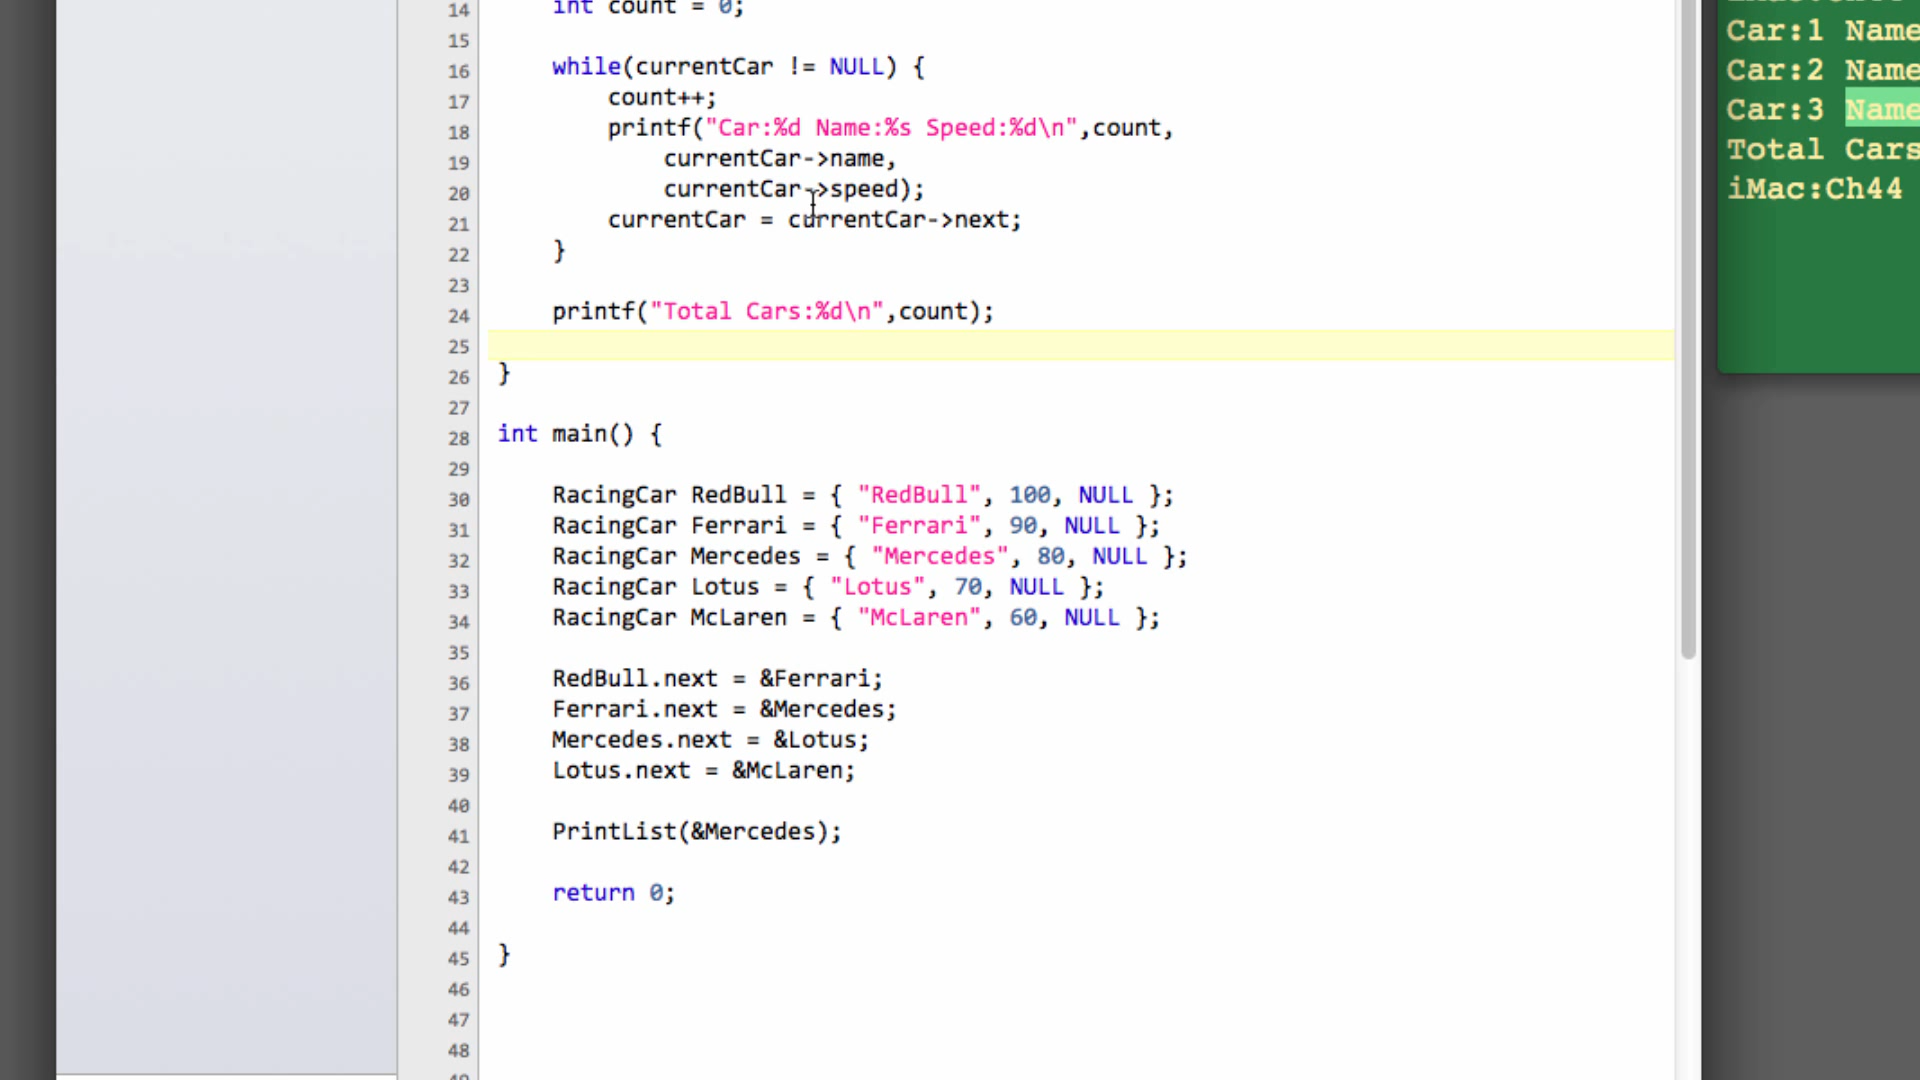 14 int count = 0;
15
16 while(currentCar != NULL) {
17 count++;
18 printf("Car:%d Name:%s Speed:%d\n",count,
19 currentCar->name,
20 currentCar->speed);
21 currentCar = currentCar->next;
22 }
23
24 printf("Total Cars:%d\n",count);
25
26 }
27
28 int main() {
29
30 RacingCar RedBull = { "RedBull", 100, NULL };
31 RacingCar Ferrari = { "Ferrari", 90, NULL };
32 RacingCar Mercedes = { "Mercedes", 80, NULL };
33 RacingCar Lotus = { "Lotus", 70, NULL };
34 RacingCar McLaren = { "McLaren", 60, NULL };
35
36 RedBull.next = &Ferrari;
37 Ferrari.next = &Mercedes;
38 Mercedes.next = &Lotus;
39 Lotus.next = &McLaren;
40
41 PrintList(&Mercedes);
42
43 return 0;
44
45 }
46
47
48
Car:1 Name
Car:2 Name
Car:3 Name
Total Cars
iMac:Ch44